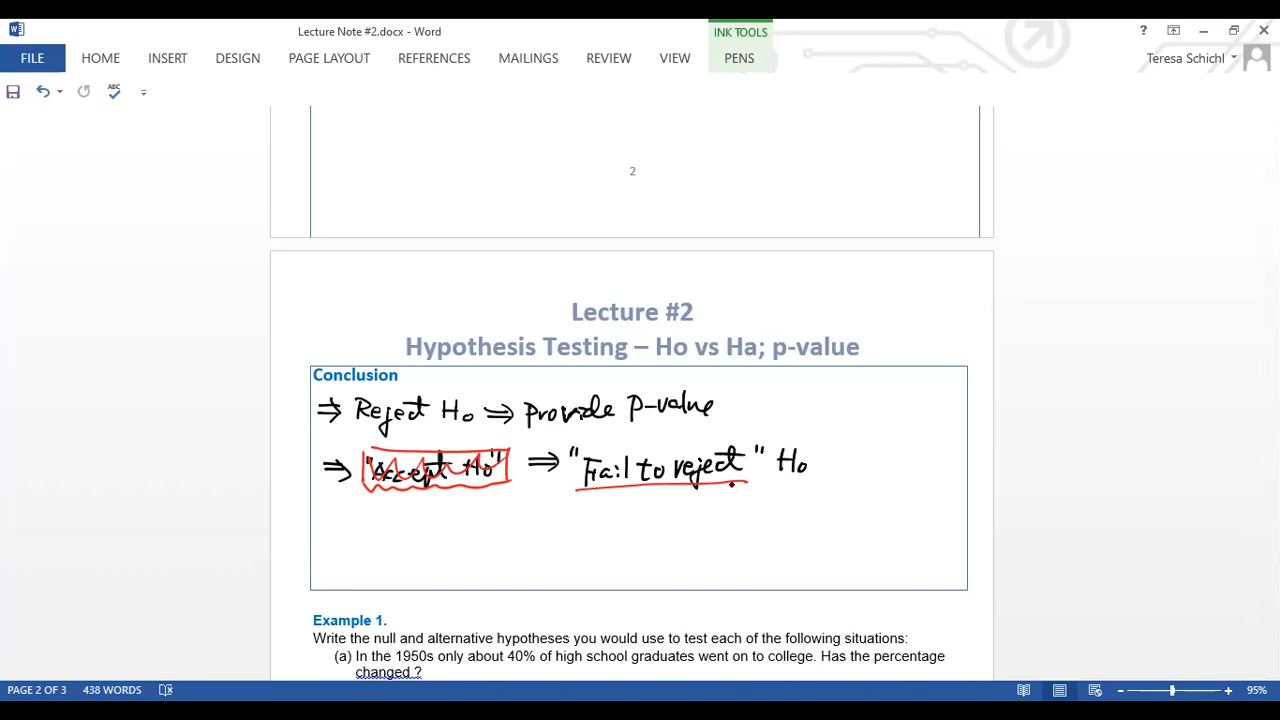 Lecture Note #2.docx - Word
INK TOOLS
FILE HOME INSERT DESIGN PAGE LAYOUT REFERENCES MAILINGS REVIEW VIEW PENS
Teresa Schichl
ABC
2
Lecture #2
Hypothesis Testing – Ho vs Ha; p-value
Conclusion
⇒ Reject Ho ⇒ Provide P-value
⇒ "Accept Ho" ⇒ "Fail to reject" Ho
Example 1.
Write the null and alternative hypotheses you would use to test each of the following situations:
(a) In the 1950s only about 40% of high school graduates went on to college. Has the percentage
changed ?
PAGE 2 OF 3 438 WORDS
95%